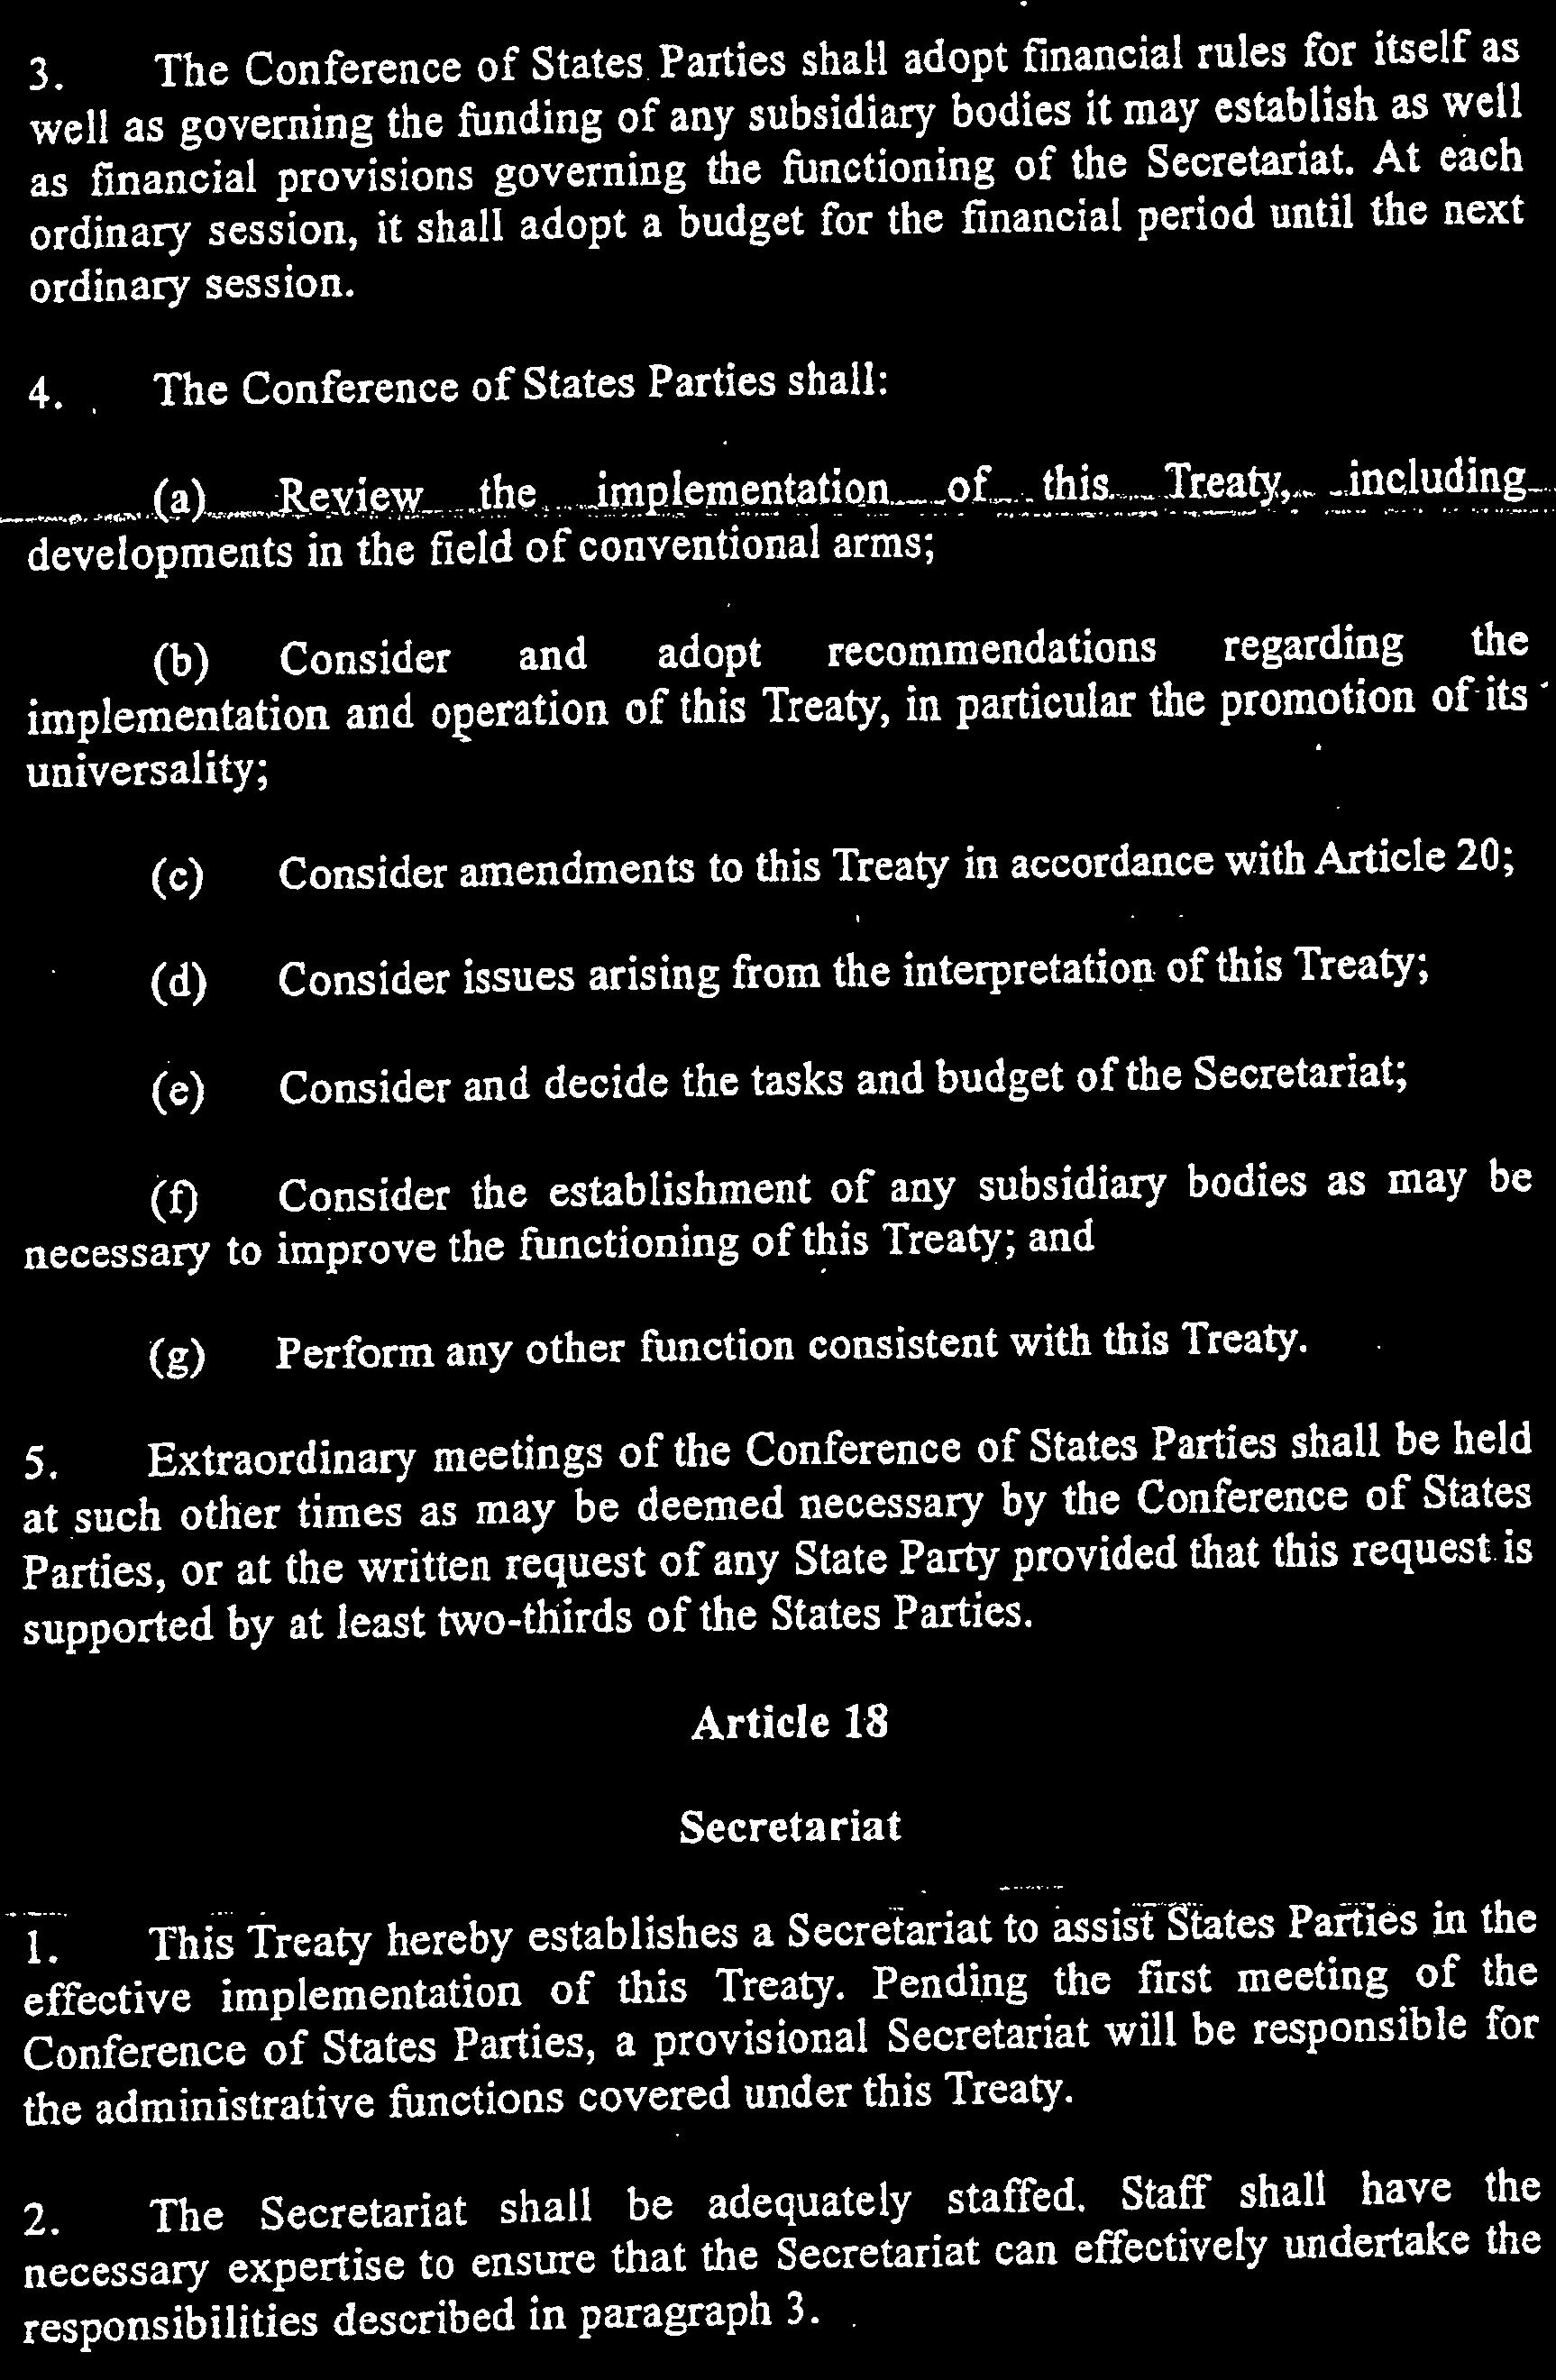 3. The Conference of States Parties shall adopt financial rules for itself as
well as governing the funding of any subsidiary bodies it may establish as well
as financial provisions governing the functioning of the Secretariat. At each
ordinary session, it shall adopt a budget for the financial period until the next
ordinary session.
4. The Conference of States Parties shall:
(a) Review the implementation of this Treaty, including
developments in the field of conventional arms;
(b) Consider and adopt recommendations regarding the
implementation and operation of this Treaty, in particular the promotion of its
universality;
(c) Consider amendments to this Treaty in accordance with Article 20;
(d) Consider issues arising from the interpretation of this Treaty;
(e) Consider and decide the tasks and budget of the Secretariat;
(f) Consider the establishment of any subsidiary bodies as may be
necessary to improve the functioning of this Treaty; and
(g) Perform any other function consistent with this Treaty.
5. Extraordinary meetings of the Conference of States Parties shall be held
at such other times as may be deemed necessary by the Conference of States
Parties, or at the written request of any State Party provided that this request is
supported by at least two-thirds of the States Parties.
Article 18
Secretariat
1. This Treaty hereby establishes a Secretariat to assist States Parties in the
effective implementation of this Treaty. Pending the first meeting of the
Conference of States Parties, a provisional Secretariat will be responsible for
the administrative functions covered under this Treaty.
2. The Secretariat shall be adequately staffed. Staff shall have the
necessary expertise to ensure that the Secretariat can effectively undertake the
responsibilities described in paragraph 3.